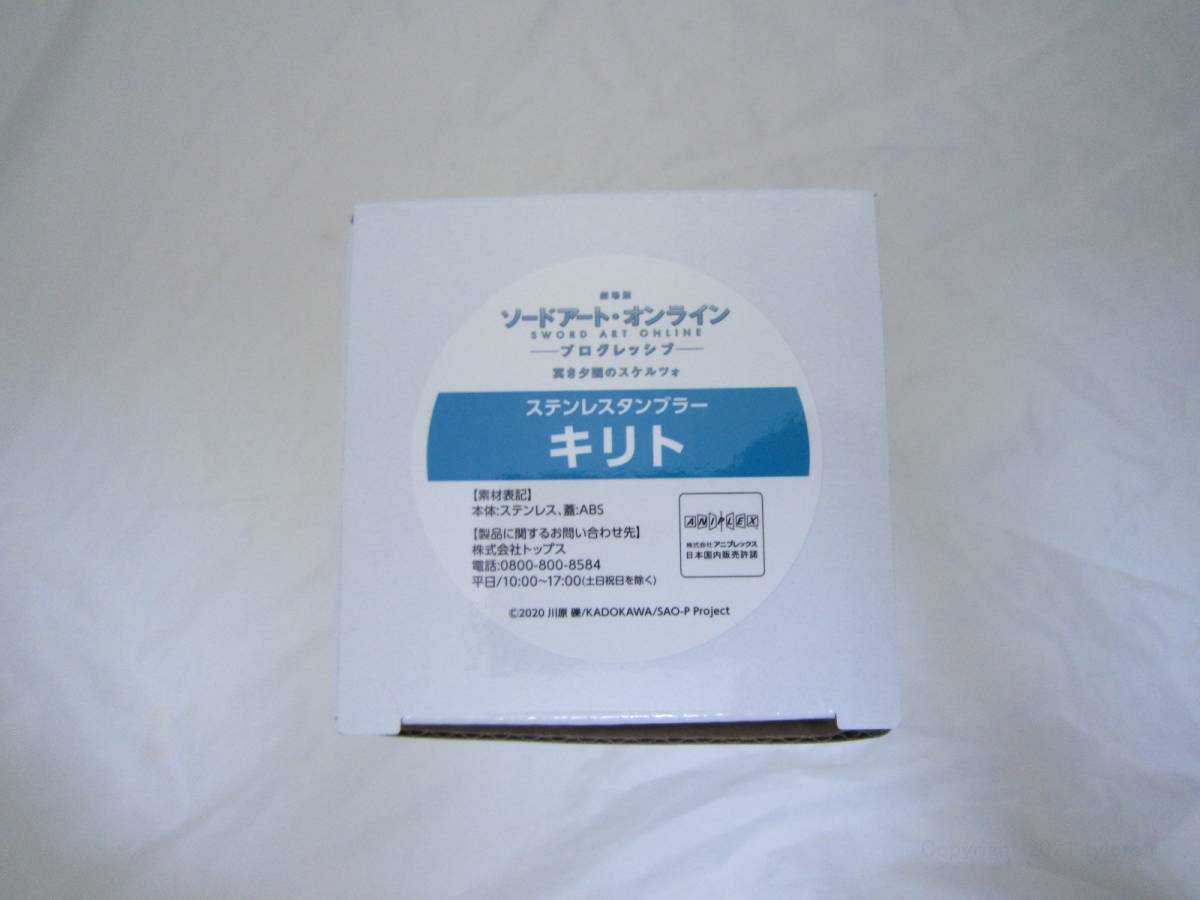 劇場版
ソードアート・オンライン
SWORD ART ONLINE
プログレッシブ
冥き夕闇のスケルツォ
ステンレスタンブラー
キリト
【素材表記】
本体:ステンレス、蓋:ABS
【製品に関するお問い合わせ先】
株式会社トップス
電話:0800-800-8584
平日/10:00~17:00(土日祝日を除く)
ANIPLEX
株式会社アニプレックス
日本国内販売許諾
©2020 川原 礫/KADOKAWA/SAO-P Project
Copyright 2021